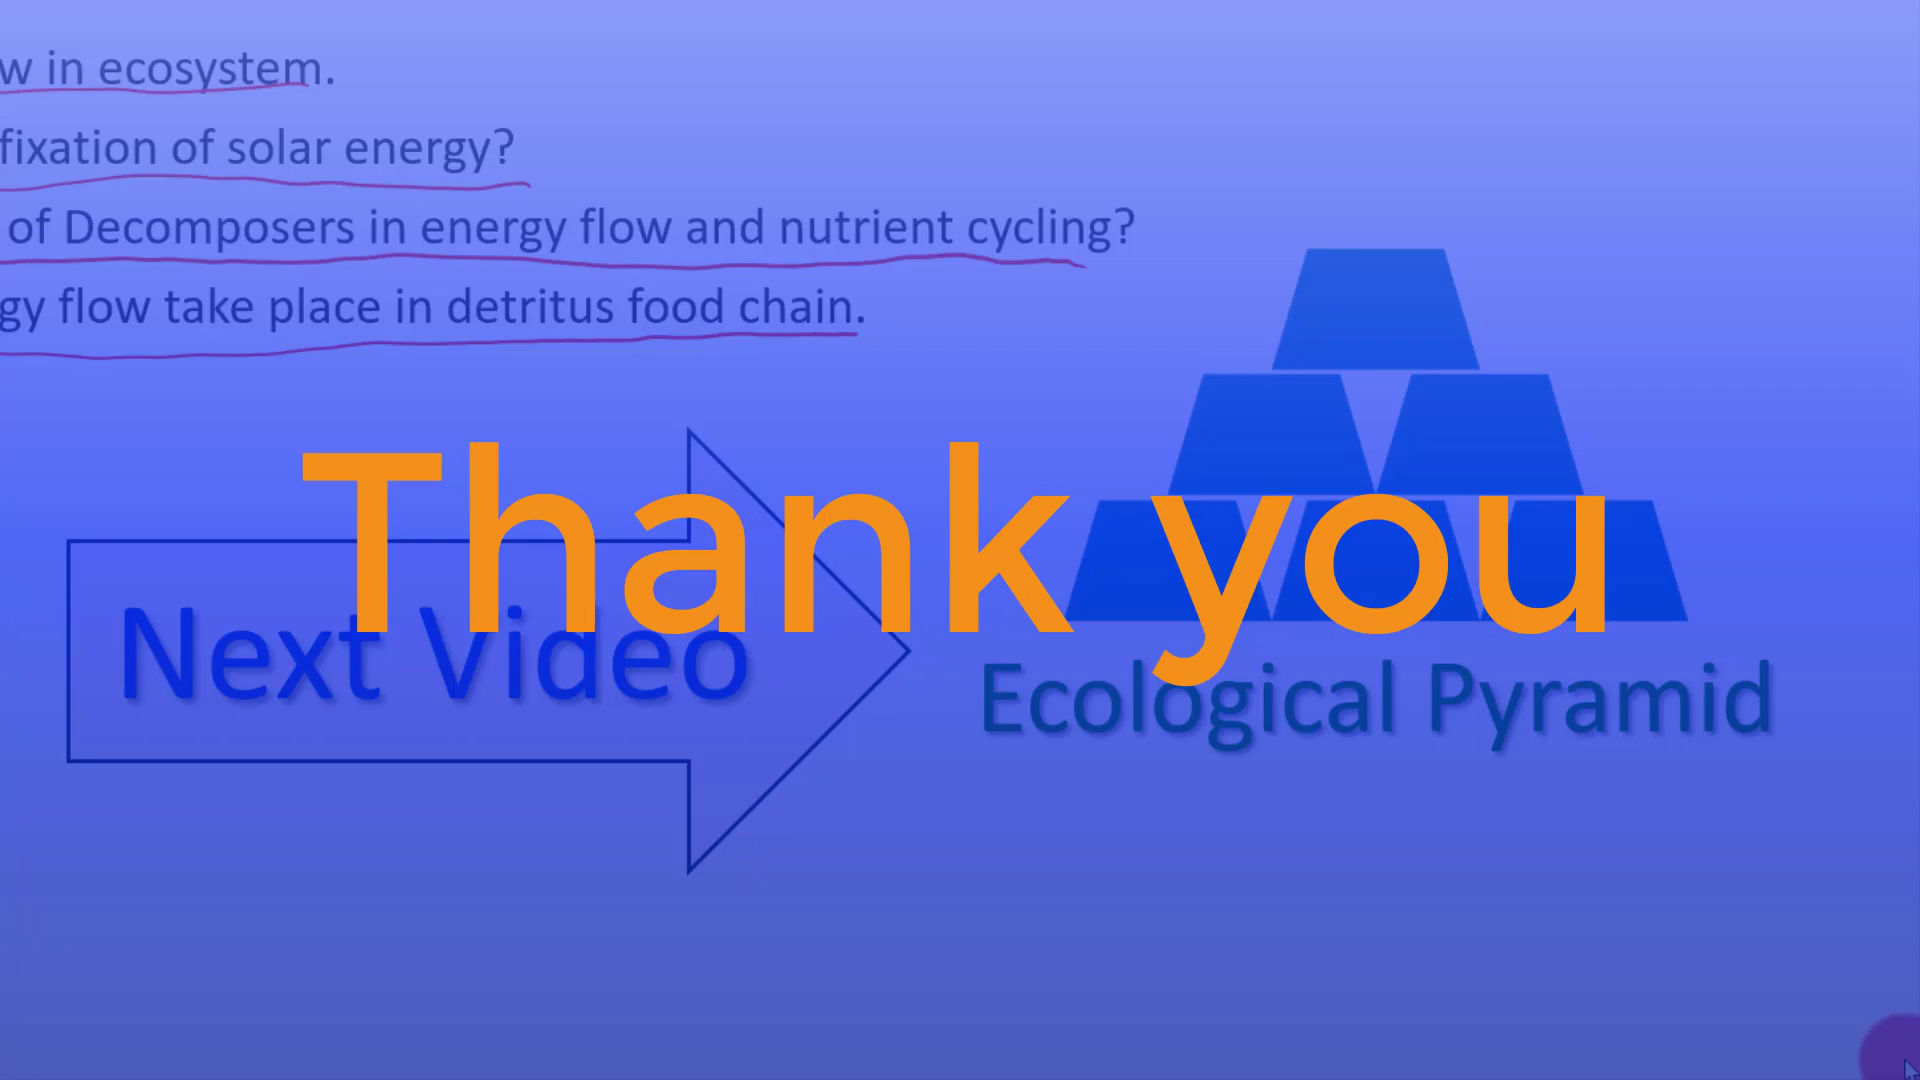 w in ecosystem.
fixation of solar energy?
of Decomposers in energy flow and nutrient cycling?
gy flow take place in detritus food chain.
Thank you
Next Video
Ecological Pyramid